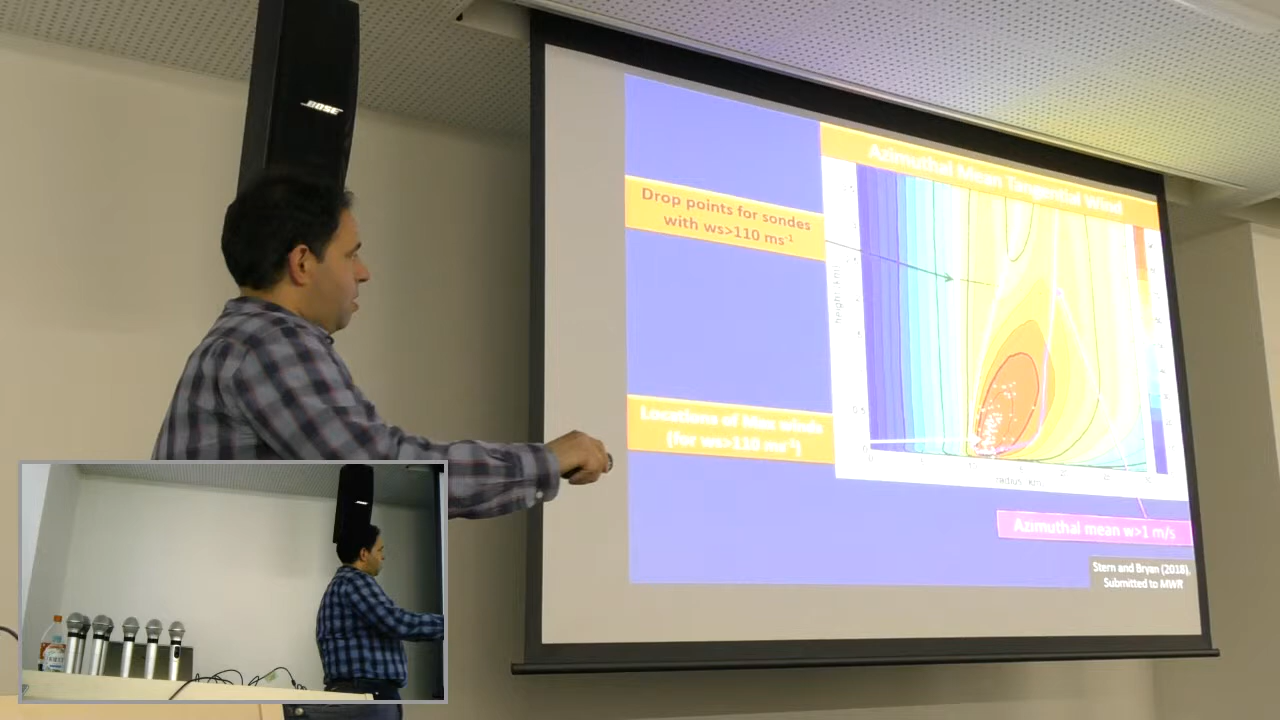 BOSE
Azimuthal Mean Tangential Wind
Drop points for sondes
with ws>110 ms-1
Locations of Max winds
(for ws>110 ms-1)
radius
Azimuthal mean w>1 m/s
Stern and Bryan (2018),
Submitted to MWR